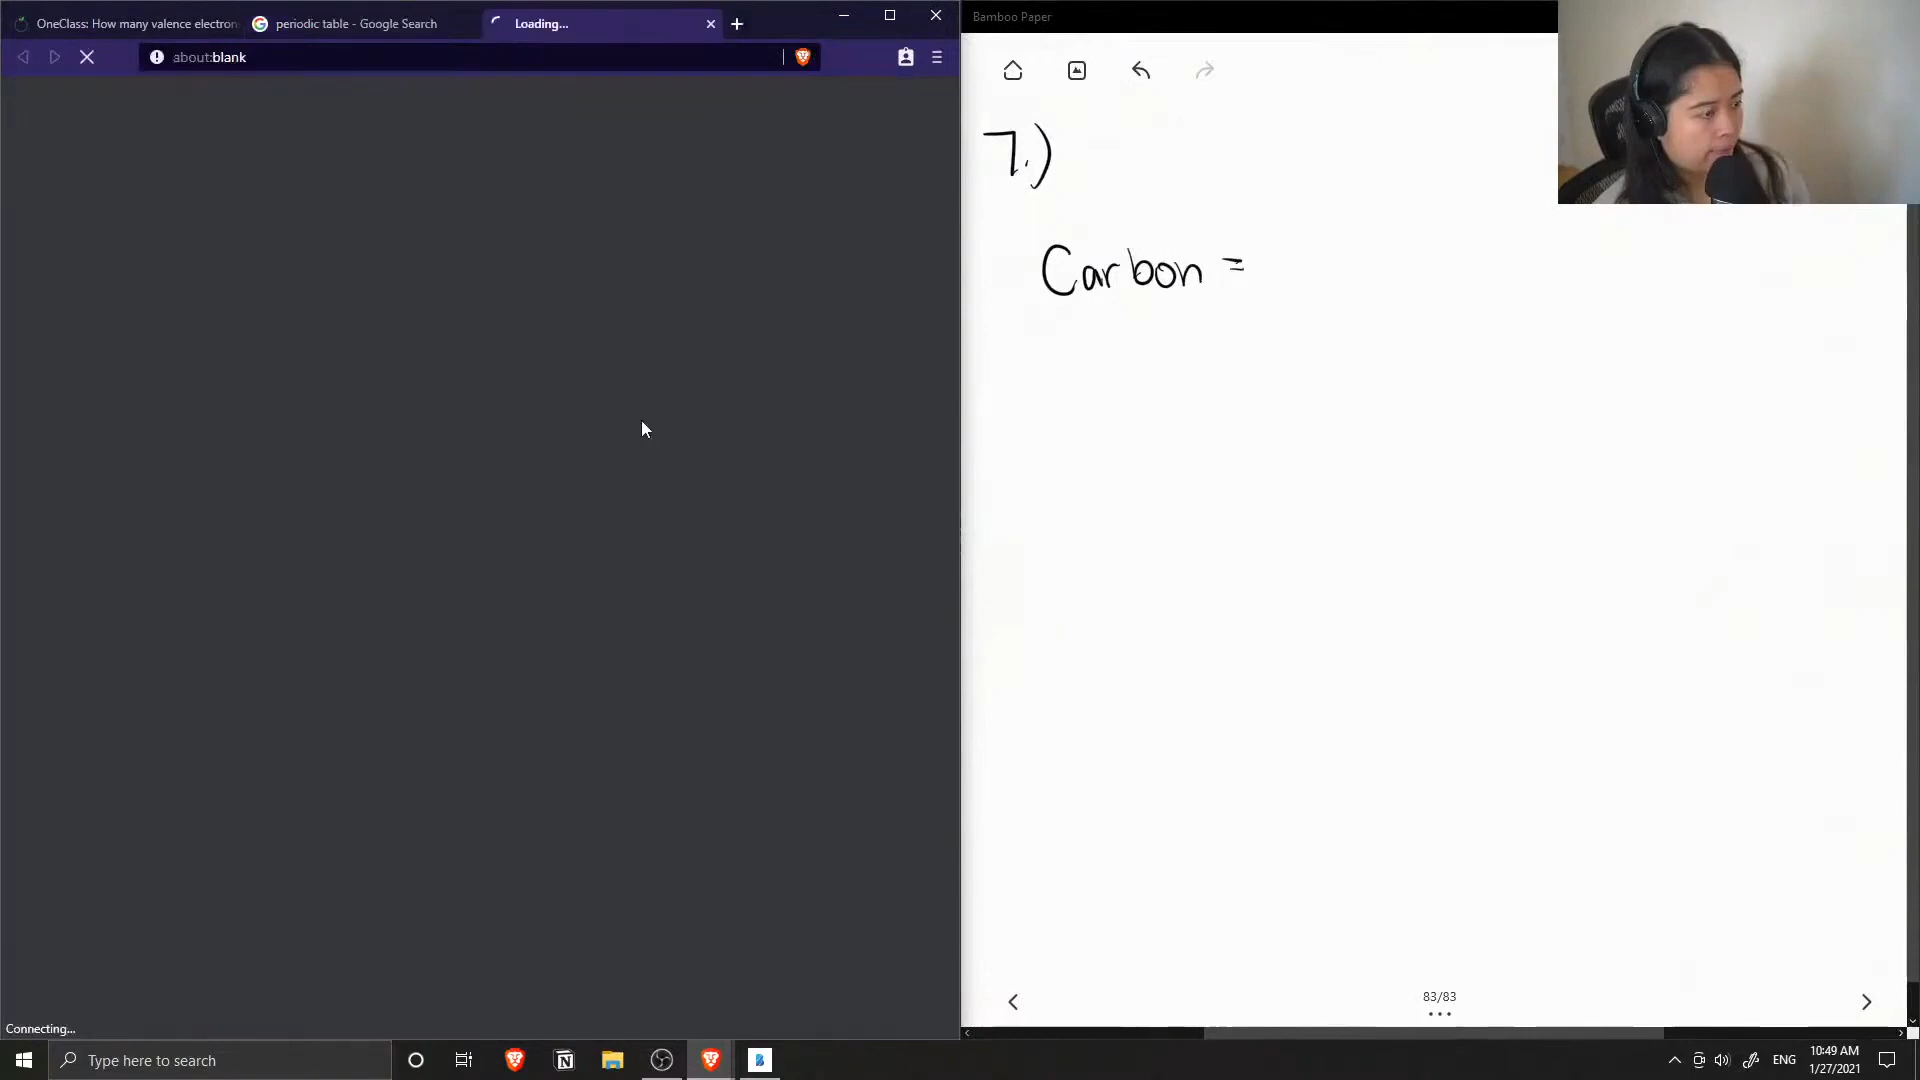 OneClass: How many valence electron
periodic table - Google Search
Loading...
about:blank
Bamboo Paper
7.)
Carbon =
83/83
Connecting...
Type here to search
ENG
10:49 AM
1/27/2021